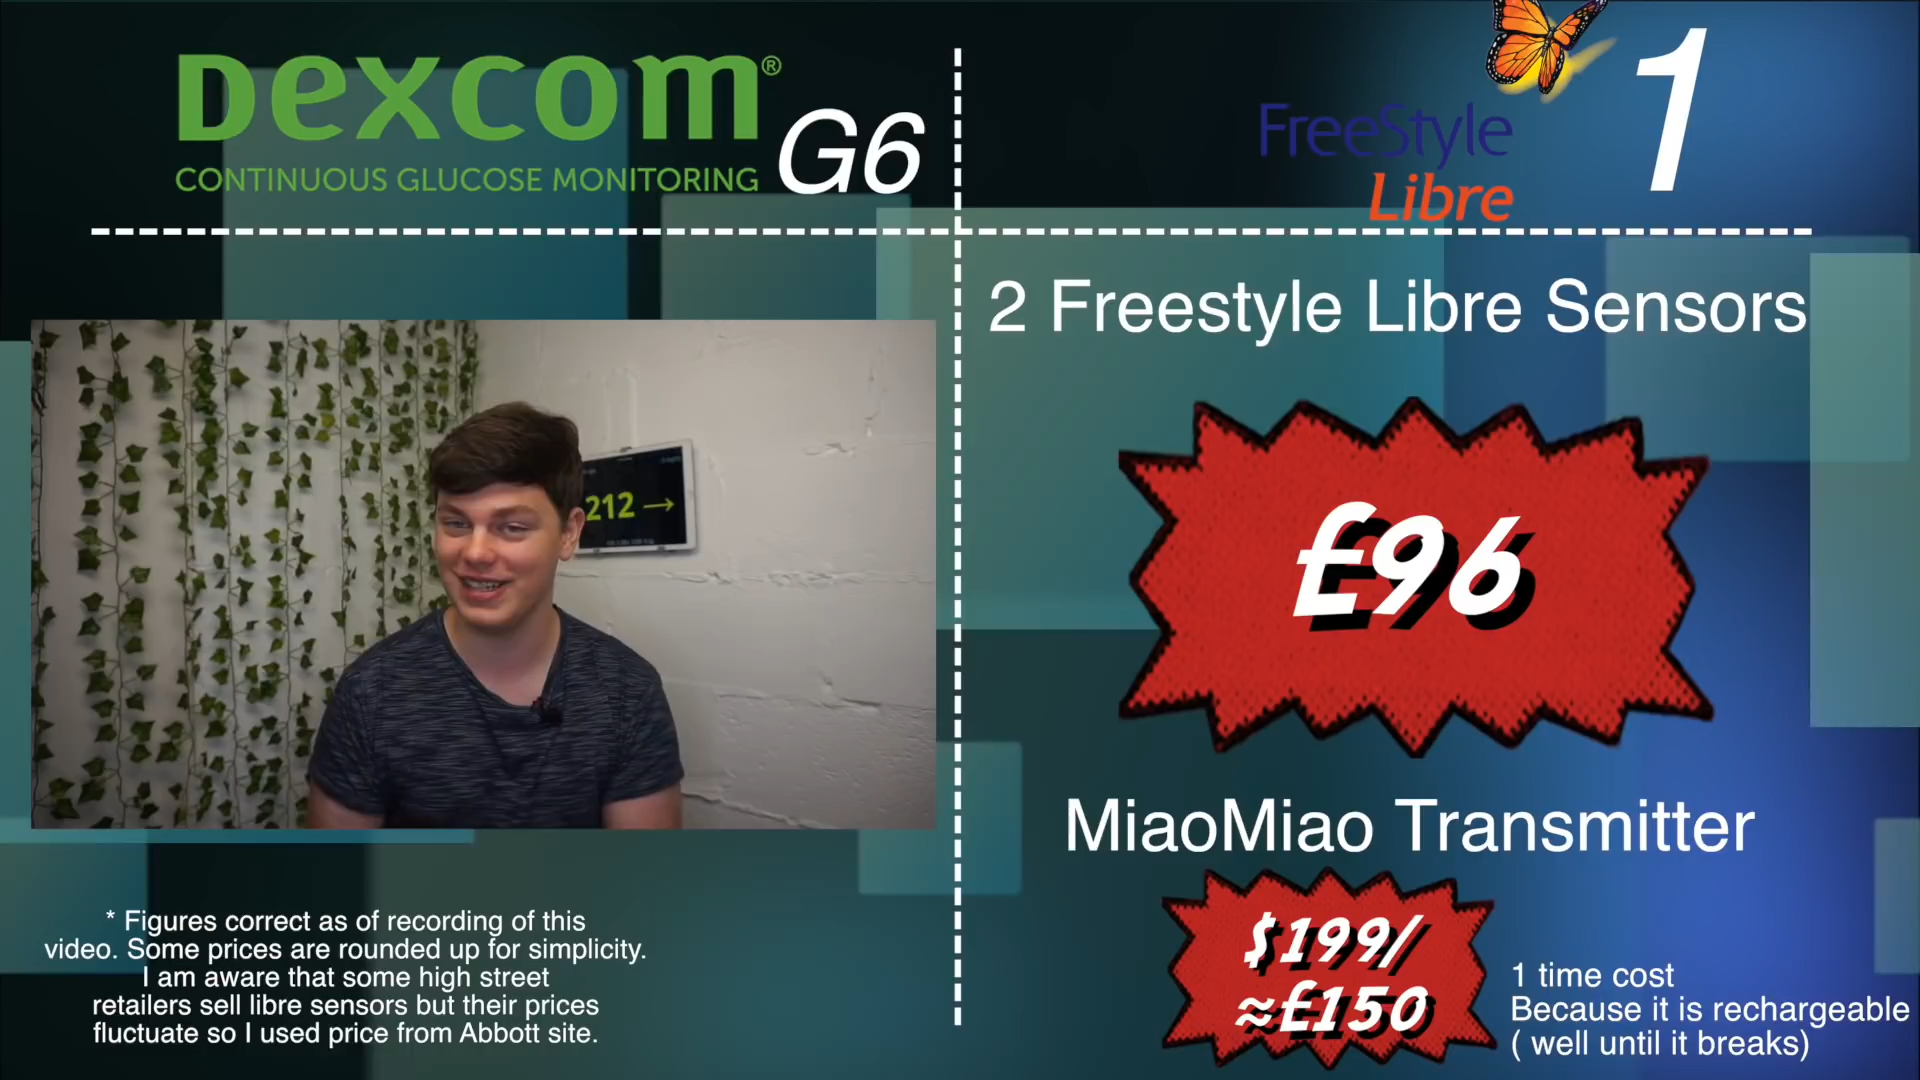 Dexcom®
CONTINUOUS GLUCOSE MONITORING
G6
FreeStyle
Libre
1
2 Freestyle Libre Sensors
£96
212 →
MiaoMiao Transmitter
$199/
≈£150
1 time cost
Because it is rechargeable
( well until it breaks)
* Figures correct as of recording of this
video. Some prices are rounded up for simplicity.
I am aware that some high street
retailers sell libre sensors but their prices
fluctuate so I used price from Abbott site.